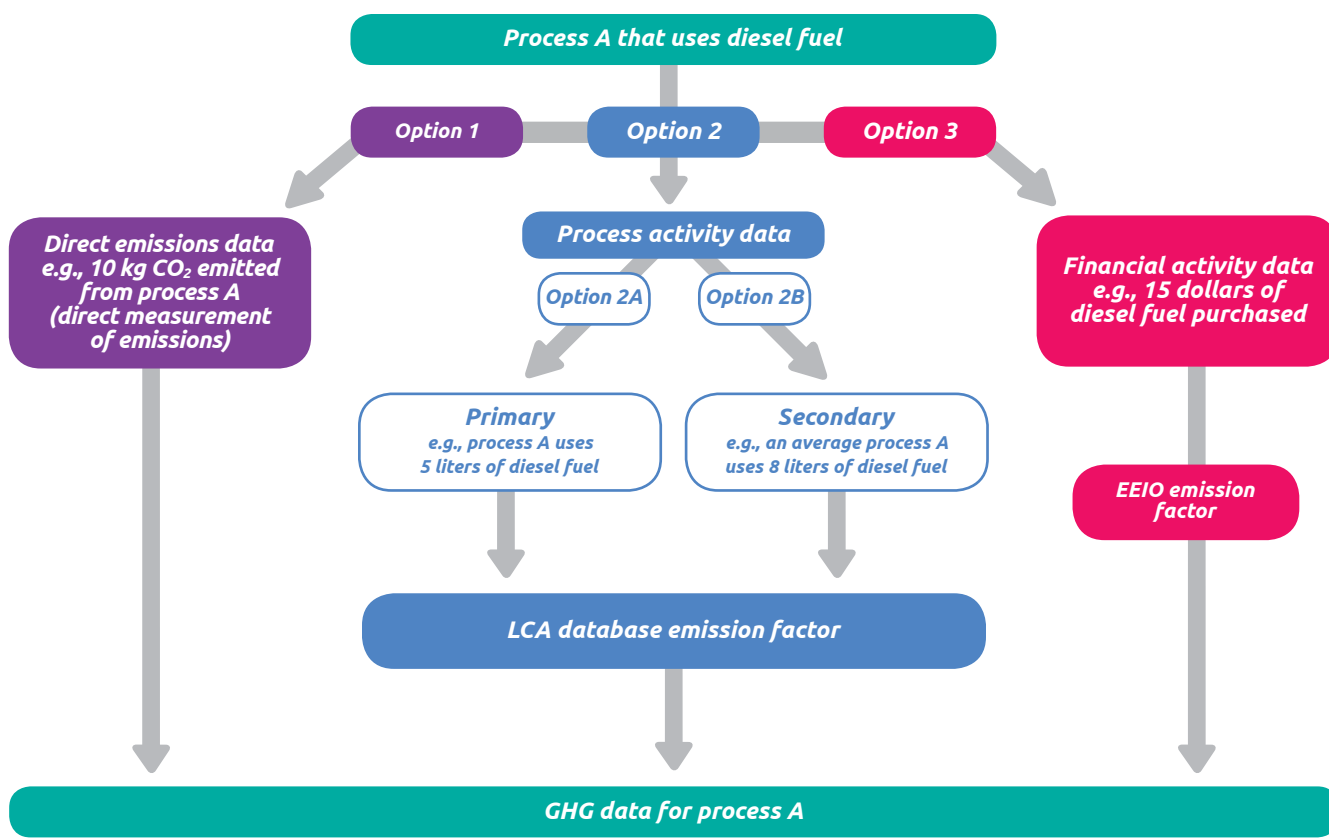 Process A that uses diesel fuel
Option 1
Option 2
Option 3
Direct emissions data
e.g., 10 kg CO₂ emitted
from process A
(direct measurement
of emissions)
Process activity data
Option 2A
Option 2B
Financial activity data
e.g., 15 dollars of
diesel fuel purchased
Primary
e.g., process A uses
5 liters of diesel fuel
Secondary
e.g., an average process A
uses 8 liters of diesel fuel
EEIO emission
factor
LCA database emission factor
GHG data for process A